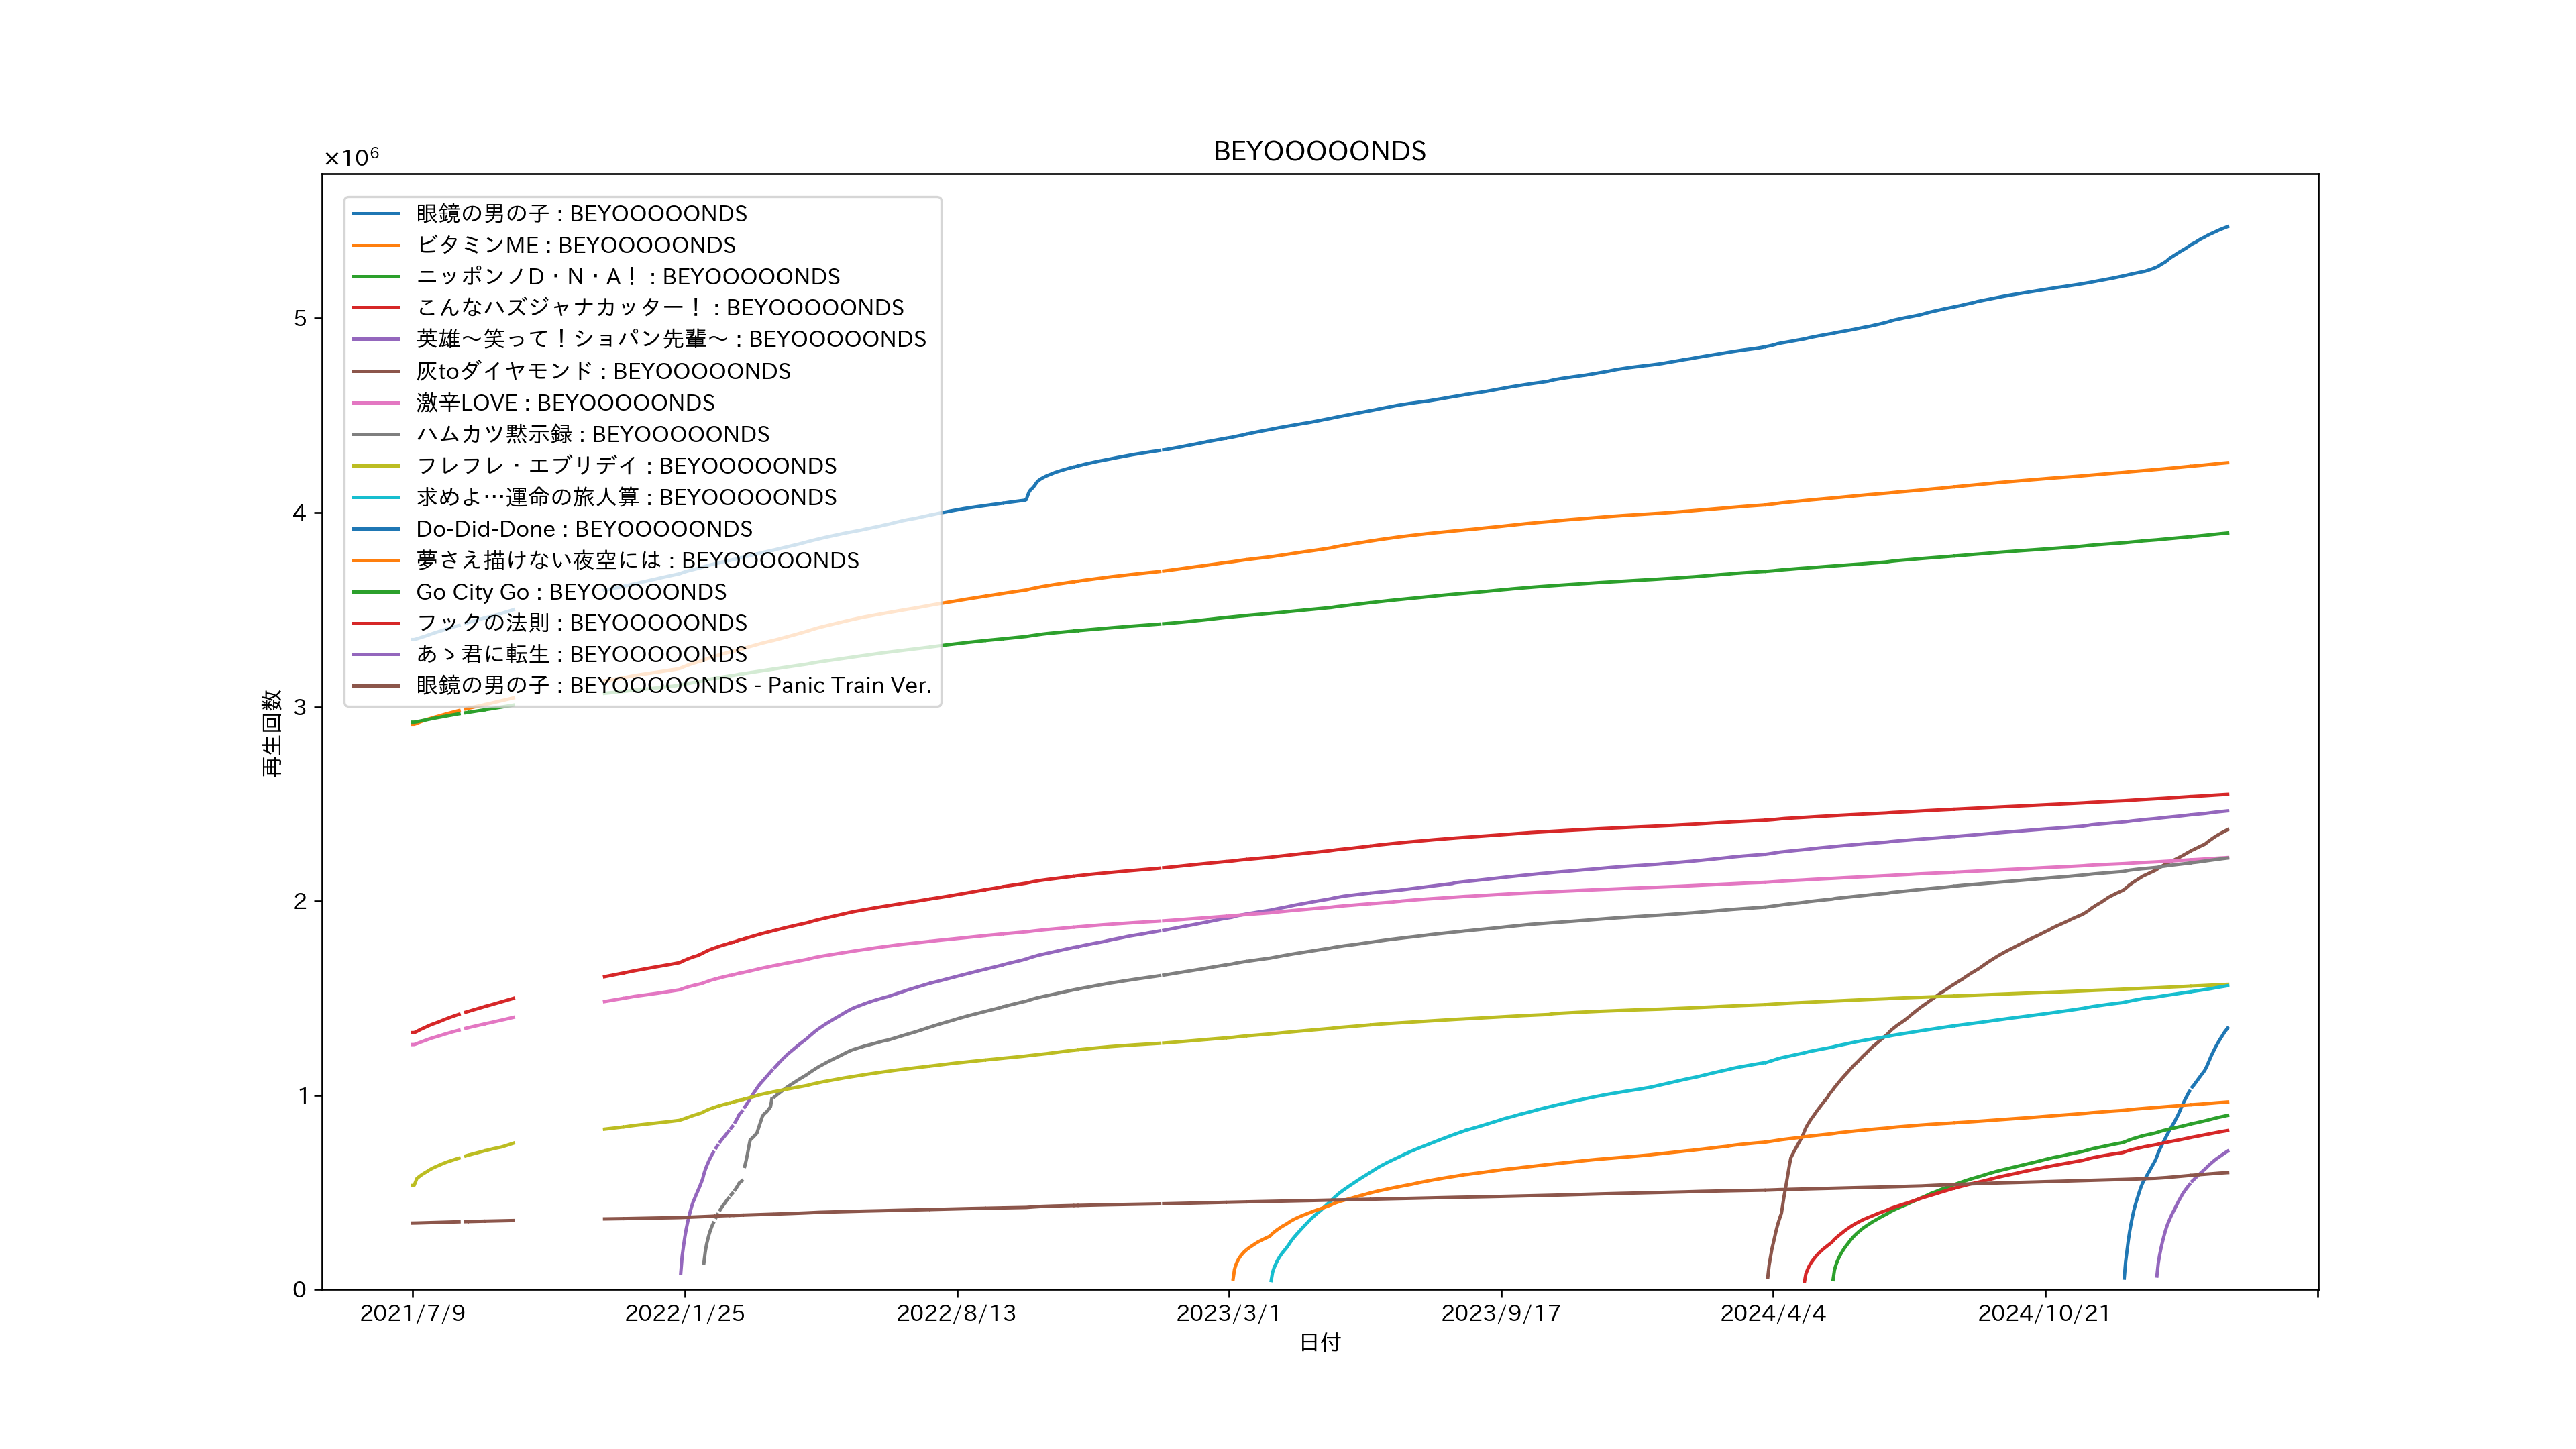 BEYOOOOONDS
×10⁶
眼鏡の男の子 : BEYOOOOONDS
ビタミンME : BEYOOOOONDS
ニッポンノD・N・A！ : BEYOOOOONDS
こんなハズジャナカッター！ : BEYOOOOONDS
英雄～笑って！ショパン先輩～ : BEYOOOOONDS
灰toダイヤモンド : BEYOOOOONDS
激辛LOVE : BEYOOOOONDS
ハムカツ黙示録 : BEYOOOOONDS
フレフレ・エブリデイ : BEYOOOOONDS
求めよ…運命の旅人算 : BEYOOOOONDS
Do-Did-Done : BEYOOOOONDS
夢さえ描けない夜空には : BEYOOOOONDS
Go City Go : BEYOOOOONDS
フックの法則 : BEYOOOOONDS
あゝ君に転生 : BEYOOOOONDS
眼鏡の男の子 : BEYOOOOONDS - Panic Train Ver.
再生回数
5
4
3
2
1
0
2021/7/9
2022/1/25
2022/8/13
2023/3/1
2023/9/17
2024/4/4
2024/10/21
日付